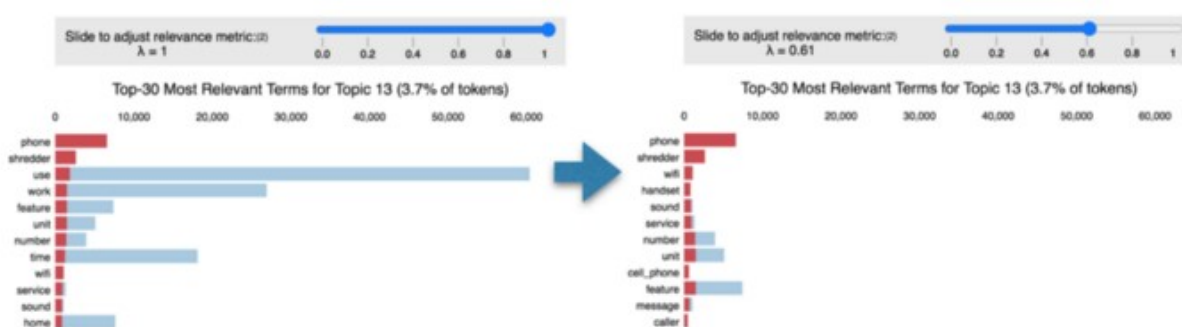 Slide to adjust relevance metric:(2)
λ = 1
0.0 0.2 0.4 0.6 0.8 1
Top-30 Most Relevant Terms for Topic 13 (3.7% of tokens)
0 10,000 20,000 30,000 40,000 50,000 60,000
phone
shredder
use
work
feature
unit
number
time
wifi
service
sound
home
Slide to adjust relevance metric:(2)
λ = 0.61
0.0 0.2 0.4 0.6 0.8 1
Top-30 Most Relevant Terms for Topic 13 (3.7% of tokens)
0 10,000 20,000 30,000 40,000 50,000 60,000
phone
shredder
wifi
handset
sound
service
number
unit
cell_phone
feature
message
caller